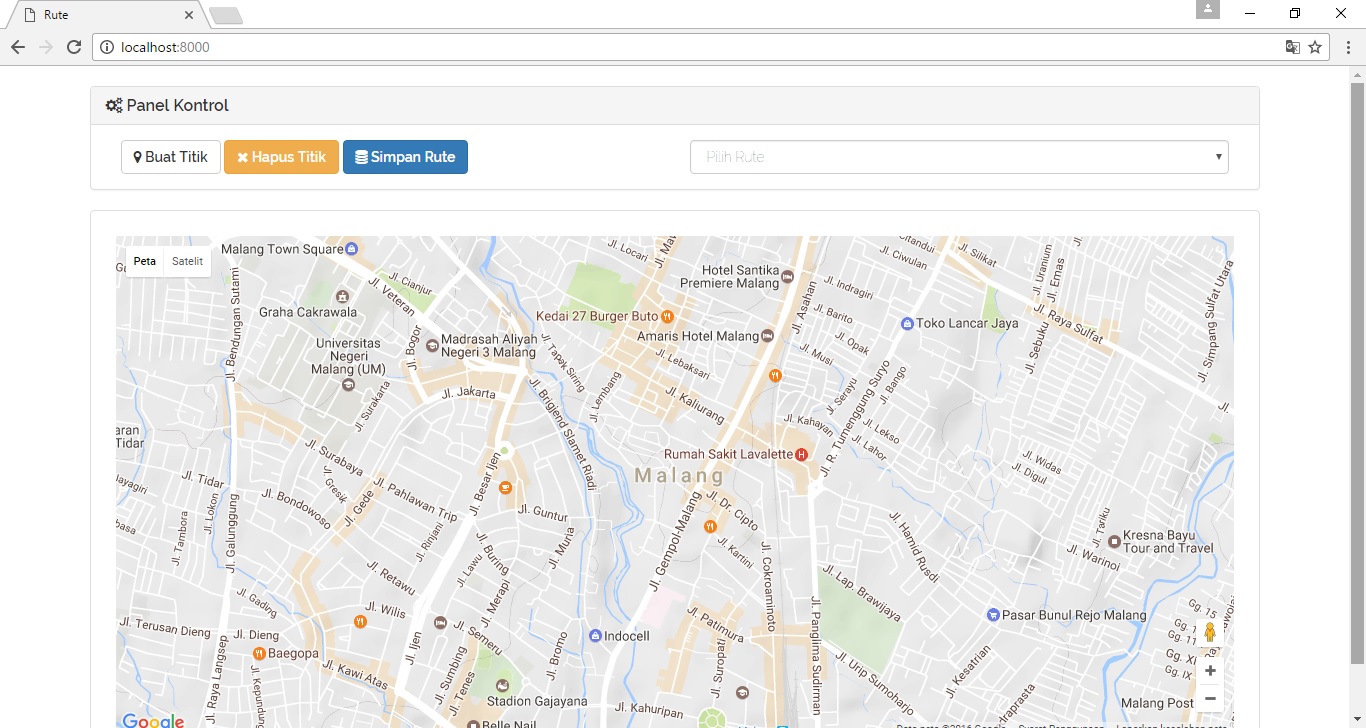 Rute
localhost:8000
Panel Kontrol
Buat Titik
Hapus Titik
Simpan Rute
Pilih Rute
Peta
Satelit
Malang Town Square
Jl. Locari
Jl. Ciwulan
Jl. Silikat
Jl. Uranium
Jl. Emas
Jl. Cianjur
Jl. Veteran
Hotel Santika
Premiere Malang
Jl. Indragiri
Jl. Bendungan Sutami
Graha Cakrawala
Kedai 27 Burger Buto
Jl. Asahan
Jl. Barito
Toko Lancar Jaya
Jl. Raya Sulfat
Jl. Simpang Sulfat Utara
Universitas
Negeri
Malang (UM)
Jl. Bogor
Madrasah Aliyah
Negeri 3 Malang
Amaris Hotel Malang
Jl. Opak
Jl. Sebuku
Jl. Tapak Siring
Jl. Lebaksari
Jl. Musi
Jl. Bango
Jl. Surakarta
Jl. Jakarta
Jl. Lembang
Jl. Kaliurang
Jl. Serayu
Jl. Brigjend Slamet Riadi
Jl. Kahayan
Jl. R. Tumenggung Suryo
Jl. Lekso
Jl. Lahor
aran
Tidar
Jl. Surabaya
Rumah Sakit Lavalette
Malang
Jl. Widas
Jl. Digul
Jl. Tidar
Jl. Gresik
Jl. Besar Ijen
Jl. Pahlawan Trip
Jl. Bondowoso
Jl. Gede
Jl. Lokon
Jl. Galunggung
Jl. Tambora
Jl. Guntur
Jl. Dr. Cipto
Jl. Gempol-Malang
Jl. Hamid Rusdi
Jl. Tariku
Jl. Rinjani
Jl. Muria
Jl. Kartini
Jl. Cokroaminoto
Kresna Bayu
Tour and Travel
Jl. Warinoi
Jl. Buring
Jl. Lawu
Jl. Merapi
Jl. Retawu
Jl. Lap. Brawijaya
Jl. Gading
Jl. Wilis
Jl. Patimura
Jl. Panglima Sudirman
Pasar Bunul Rejo Malang
Gg. 15
Jl. Terusan Dieng
Jl. Dieng
Jl. Semeru
Indocell
Baegopa
Jl. Ijen
Jl. Bromo
Jl. Suropati
Jl. Urip Sumoharjo
Jl. Kesatrian
Gg. IX
Jl. Raya Langsep
Jl. Kawi Atas
Jl. Sumbing
Jl. Tenes
Stadion Gajayana
Jl. Kahuripan
Malang Post
Google
Belle Nail